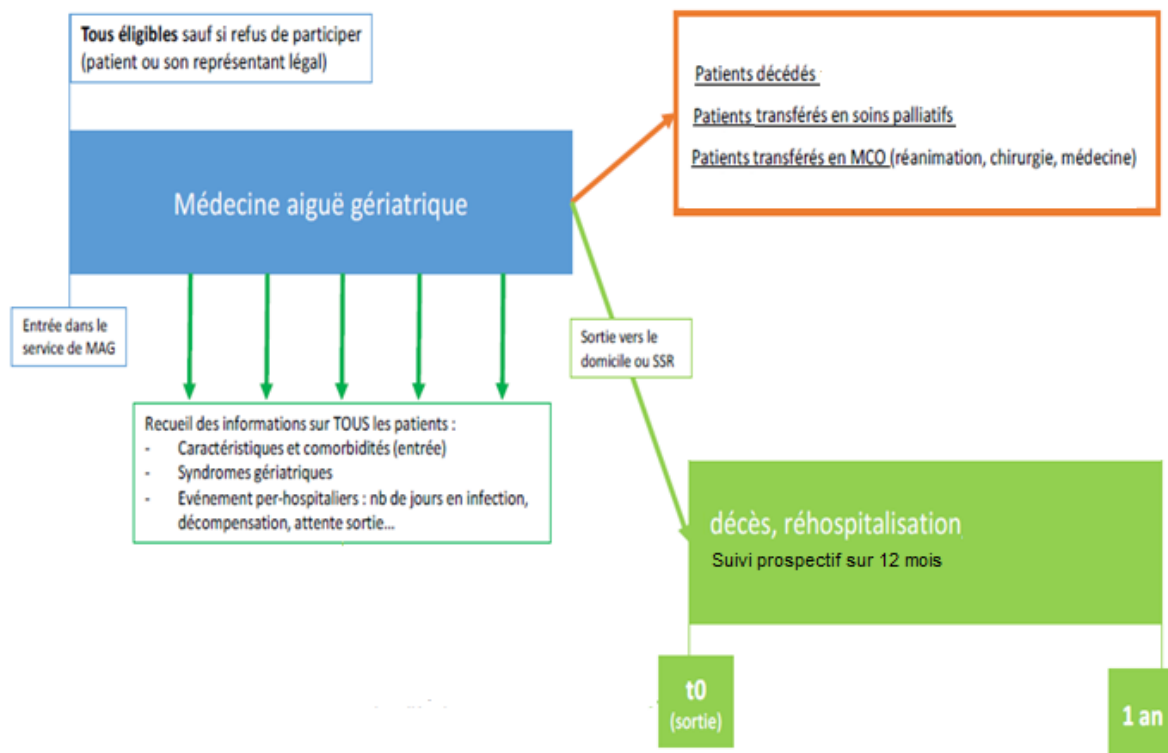 Tous éligibles sauf si refus de participer
(patient ou son représentant légal)
Patients décédés
Patients transférés en soins palliatifs
Patients transférés en MCO (réanimation, chirurgie, médecine)
Médecine aiguë gériatrique
Entrée dans le
service de MAG
Sortie vers le
domicile ou SSR
Recueil des informations sur TOUS les patients :
- Caractéristiques et comorbidités (entrée)
- Syndromes gériatriques
- Evénement per-hospitaliers : nb de jours en infection,
décompensation, attente sortie...
décès, réhospitalisation
Suivi prospectif sur 12 mois
t0
(sortie)
1 an